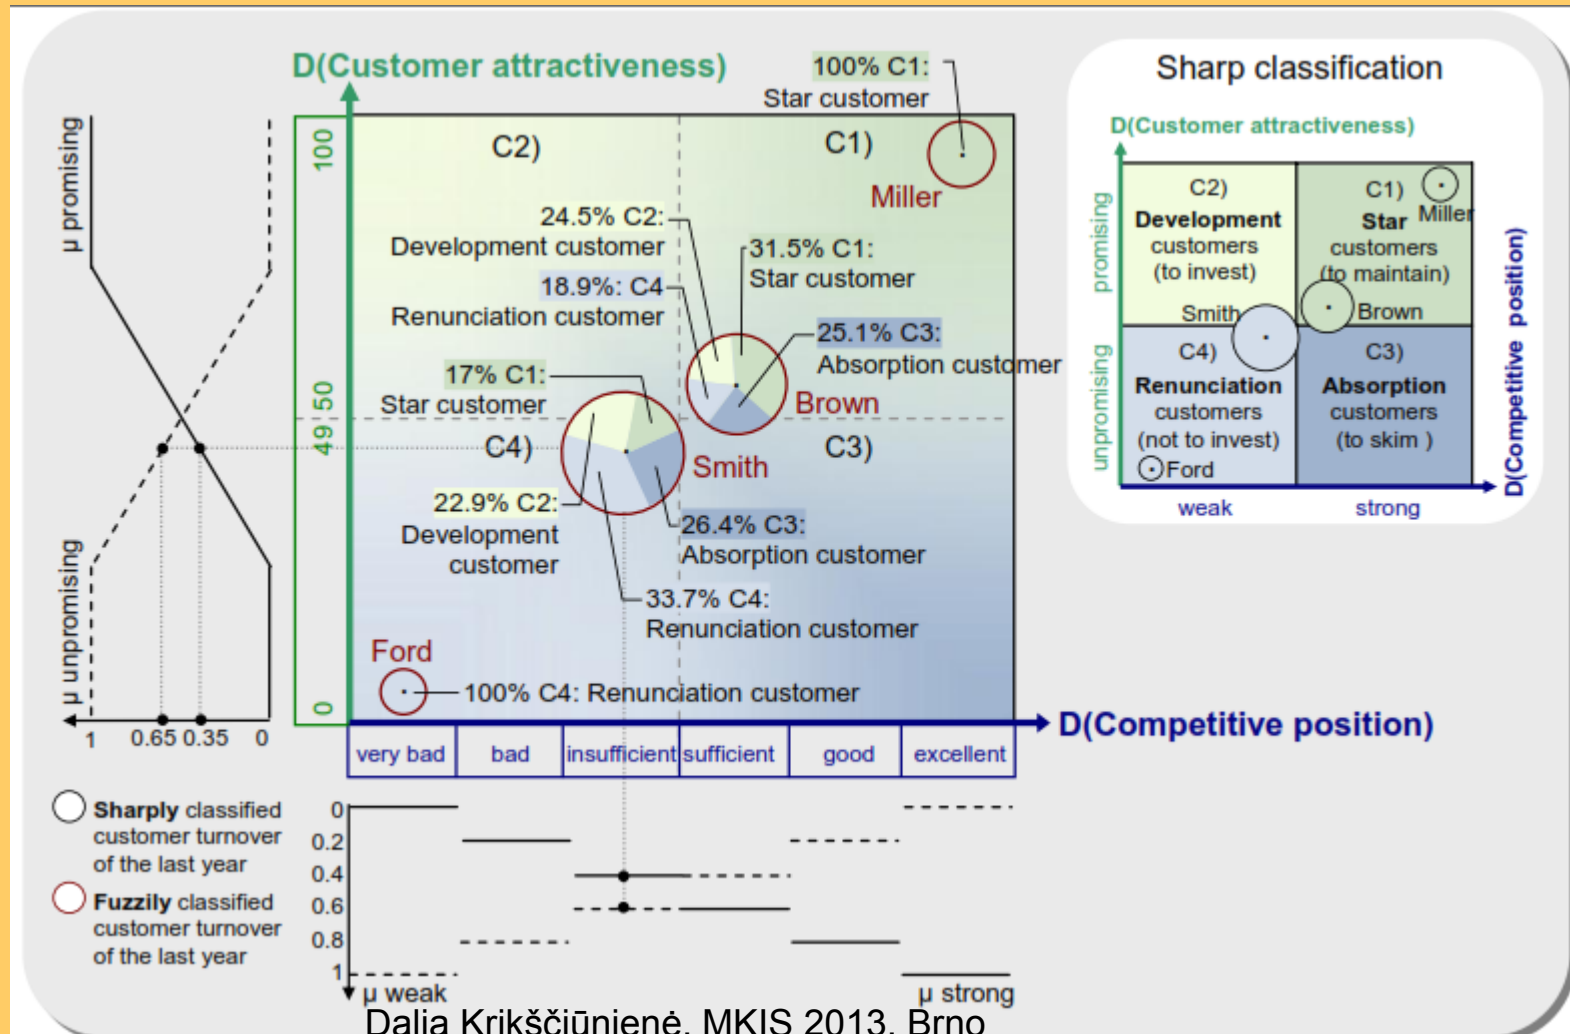 D(Customer attractiveness)
100% C1:
Star customer
C2)
C1)
Miller
24.5% C2:
Development customer
31.5% C1:
Star customer
18.9%: C4
Renunciation customer
25.1% C3:
Absorption customer
17% C1:
Star customer
Brown
C4)
Smith
C3)
22.9% C2:
Development
customer
26.4% C3:
Absorption customer
33.7% C4:
Renunciation customer
Ford
100% C4: Renunciation customer
100
50
49
0
D(Competitive position)
very bad
bad
insufficient
sufficient
good
excellent
µ promising
µ unpromising
1
0.65
0.35
0
0
0.2
0.4
0.6
0.8
1
µ weak
µ strong
Sharply classified
customer turnover
of the last year
Fuzzily classified
customer turnover
of the last year
Sharp classification
D(Customer attractiveness)
promising
unpromising
C2)
Development
customers
(to invest)
C1)
Miller
Star
customers
(to maintain)
Smith
Brown
C4)
Renunciation
customers
(not to invest)
Ford
C3)
Absorption
customers
(to skim )
weak
strong
D(Competitive position)
Dalia Krikščiūnienė, MKIS 2013, Brno